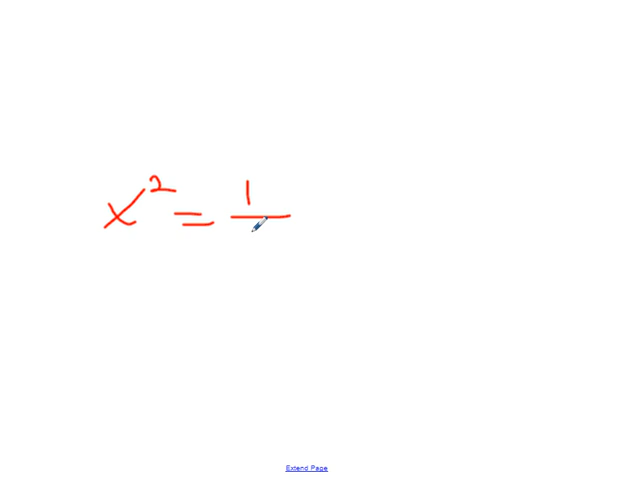 x² = 1/
Extend Page